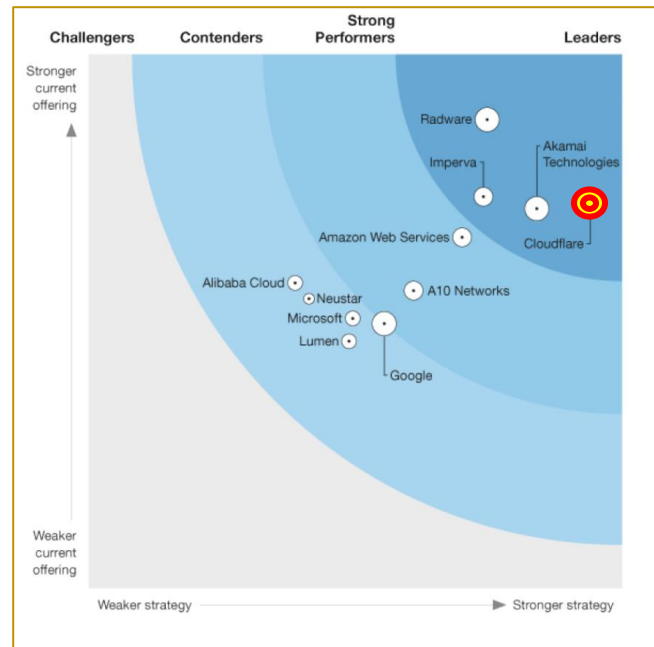 Challengers
Contenders
Strong
Performers
Leaders
Stronger
current
offering
Radware
Akamai
Technologies
Imperva
Amazon Web Services
Cloudflare
Alibaba Cloud
A10 Networks
Neustar
Microsoft
Lumen
Google
Weaker
current
offering
Weaker strategy
Stronger strategy